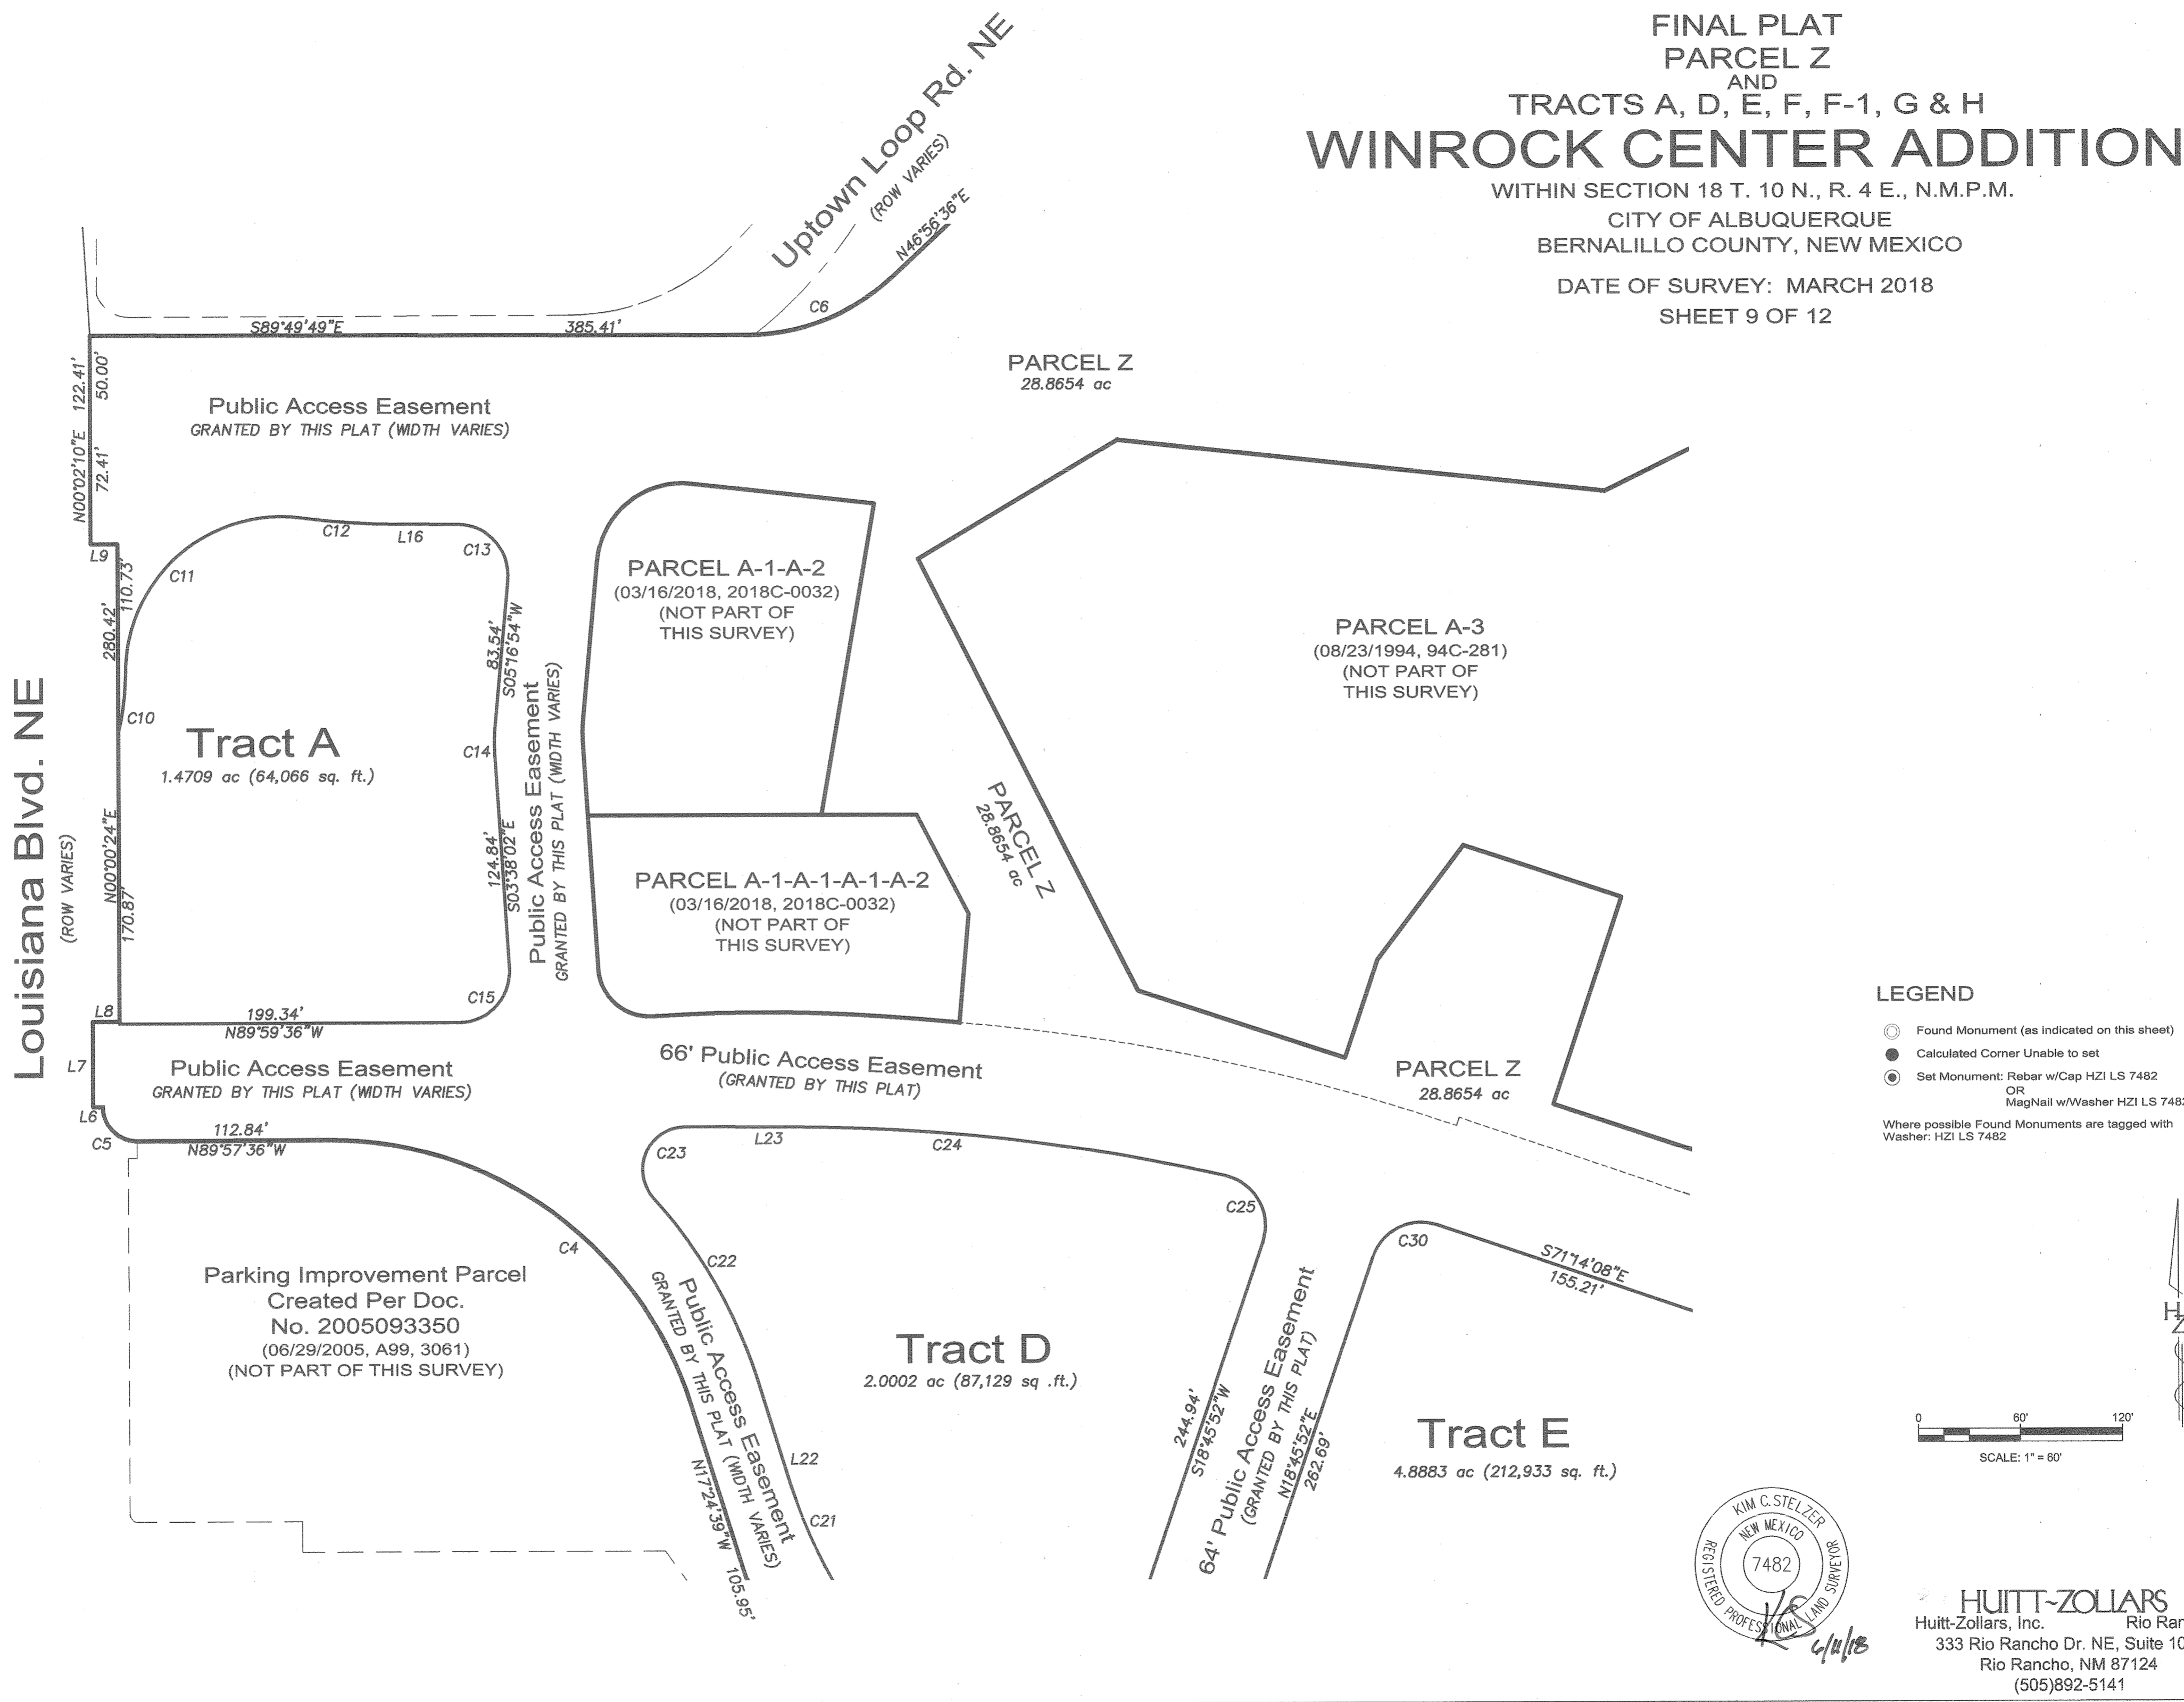 FINAL PLAT
PARCEL Z
AND
TRACTS A, D, E, F, F-1, G & H
WINROCK CENTER ADDITION
WITHIN SECTION 18 T. 10 N., R. 4 E., N.M.P.M.
CITY OF ALBUQUERQUE
BERNALILLO COUNTY, NEW MEXICO
DATE OF SURVEY: MARCH 2018
SHEET 9 OF 12
Uptown Loop Rd. NE
(ROW VARIES)
N46°56'36"E
C6
S89°49'49"E
385.41'
N00°02'10"E 122.41'
50.00'
72.41'
PARCEL Z
28.8654 ac
Public Access Easement
GRANTED BY THIS PLAT (WIDTH VARIES)
L9
C11
C12
L16
C13
110.73'
280.42'
C10
Tract A
1.4709 ac (64,066 sq. ft.)
83.54'
S05°16'54"W
C14
124.84'
S03°38'02"E
Public Access Easement
GRANTED BY THIS PLAT (WIDTH VARIES)
N00°00'24"E
170.87'
Louisiana Blvd. NE
(ROW VARIES)
PARCEL A-1-A-2
(03/16/2018, 2018C-0032)
(NOT PART OF
THIS SURVEY)
PARCEL A-3
(08/23/1994, 94C-281)
(NOT PART OF
THIS SURVEY)
PARCEL Z
28.8654 ac
PARCEL A-1-A-1-A-1-A-2
(03/16/2018, 2018C-0032)
(NOT PART OF
THIS SURVEY)
L8
C15
199.34'
N89°59'36"W
L7
Public Access Easement
GRANTED BY THIS PLAT (WIDTH VARIES)
66' Public Access Easement
(GRANTED BY THIS PLAT)
PARCEL Z
28.8654 ac
L6
C5
112.84'
N89°57'36"W
C4
C23
L23
C24
C25
C30
S71°14'08"E
155.21'
C22
Public Access Easement
GRANTED BY THIS PLAT (WIDTH VARIES)
Parking Improvement Parcel
Created Per Doc.
No. 2005093350
(06/29/2005, A99, 3061)
(NOT PART OF THIS SURVEY)
Tract D
2.0002 ac (87,129 sq .ft.)
244.94'
S18°45'52"W
64' Public Access Easement
(GRANTED BY THIS PLAT)
N18°45'52"E
262.69'
Tract E
4.8883 ac (212,933 sq. ft.)
L22
C21
N17°24'39"W 105.95'
LEGEND
Found Monument (as indicated on this sheet)
Calculated Corner Unable to set
Set Monument: Rebar w/Cap HZI LS 7482
OR
MagNail w/Washer HZI LS 748
Where possible Found Monuments are tagged with
Washer: HZI LS 7482
0 60' 120'
SCALE: 1" = 60'
KIM C. STELZER
NEW MEXICO
7482
REGISTERED PROFESSIONAL LAND SURVEYOR
KCS
6/11/18
HUITT-ZOLLARS
Huitt-Zollars, Inc. Rio Ran
333 Rio Rancho Dr. NE, Suite 10
Rio Rancho, NM 87124
(505)892-5141